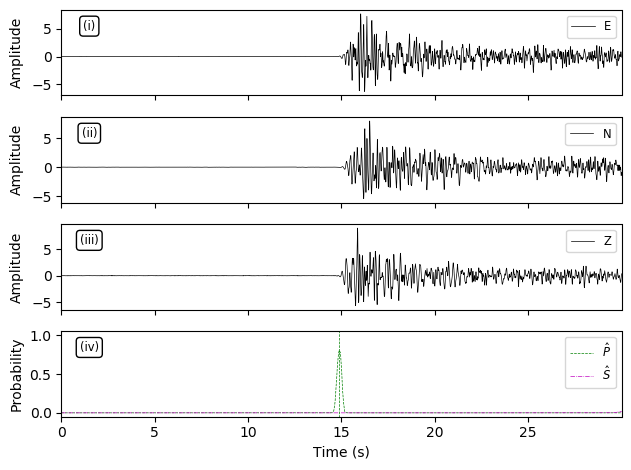 Amplitude
5
0
−5
(i)
E
Amplitude
5
0
−5
(ii)
N
Amplitude
5
0
−5
(iii)
Z
Probability
1.0
0.5
0.0
(iv)
P̂
Ŝ
0 5 10 15 20 25
Time (s)